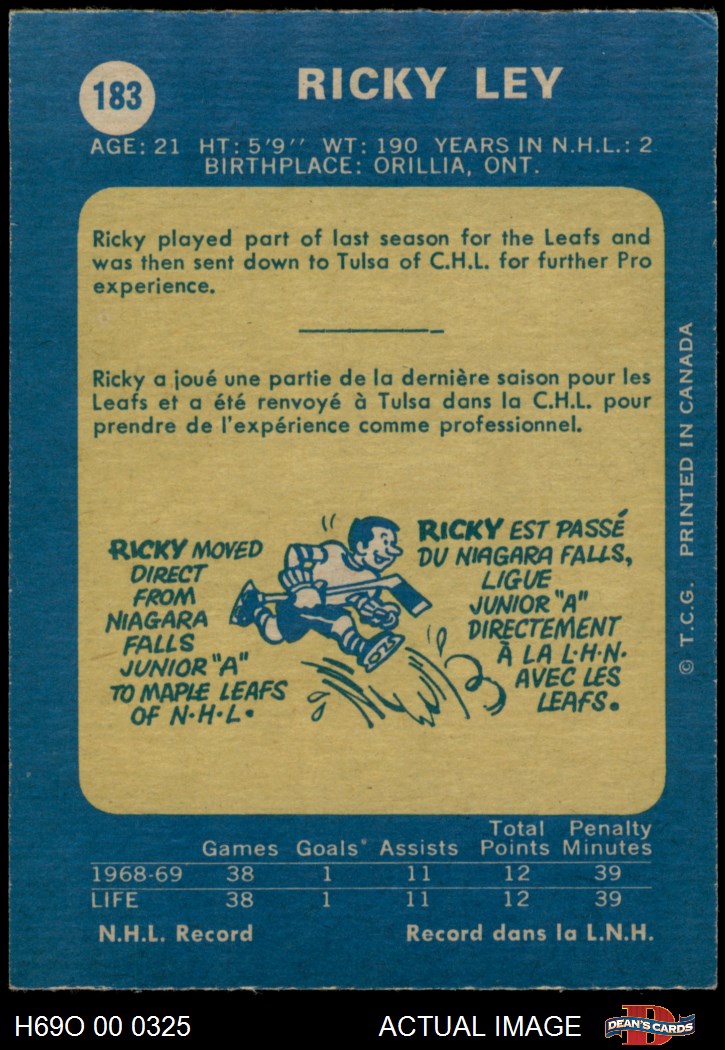 183
RICKY LEY
AGE: 21 HT: 5'9'' WT: 190 YEARS IN N.H.L.: 2
BIRTHPLACE: ORILLIA, ONT.
Ricky played part of last season for the Leafs and
was then sent down to Tulsa of C.H.L. for further Pro
experience.
Ricky a joué une partie de la dernière saison pour les
Leafs et a été renvoyé à Tulsa dans la C.H.L. pour
prendre de l'expérience comme professionnel.
RICKY MOVED
DIRECT
FROM
NIAGARA
FALLS
JUNIOR "A"
TO MAPLE LEAFS
OF N·H·L.
RICKY EST PASSÉ
DU NIAGARA FALLS,
LIGUE
JUNIOR "A"
DIRECTEMENT
À LA L·H·N·
AVEC LES
LEAFS.
© T.C.G. PRINTED IN CANADA
Games Goals Assists Total Points Penalty Minutes
1968-69 38 1 11 12 39
LIFE 38 1 11 12 39
N.H.L. Record Record dans la L.N.H.
H69O 00 0325 ACTUAL IMAGE
D
DEAN'S CARDS